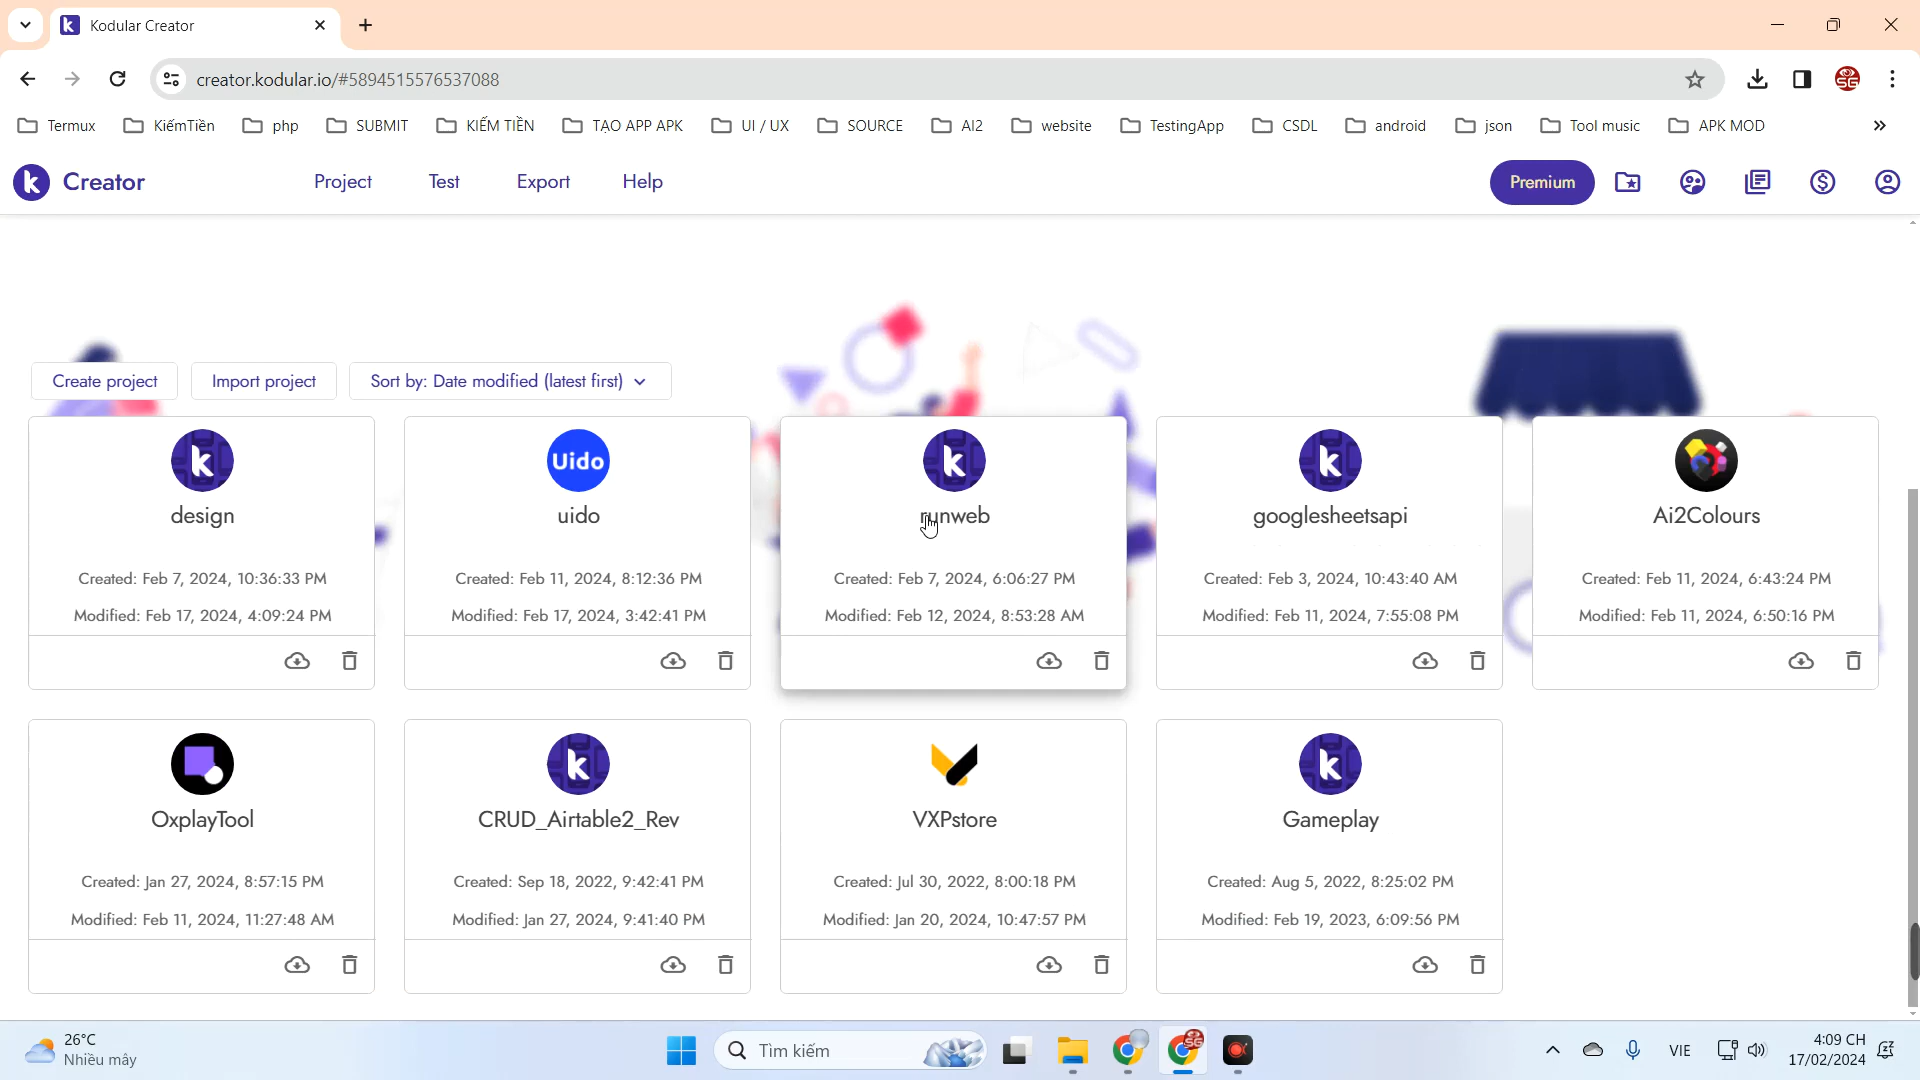 Kodular Creator
creator.kodular.io/#5894515576537088
Termux KiếmTiền php SUBMIT KIẾM TIỀN TẠO APP APK UI / UX SOURCE AI2 website TestingApp CSDL android json Tool music APK MOD
Creator Project Test Export Help Premium
Create project Import project Sort by: Date modified (latest first)
Uido
design uido runweb googlesheetsapi Ai2Colours
Created: Feb 7, 2024, 10:36:33 PM Created: Feb 11, 2024, 8:12:36 PM Created: Feb 7, 2024, 6:06:27 PM Created: Feb 3, 2024, 10:43:40 AM Created: Feb 11, 2024, 6:43:24 PM
Modified: Feb 17, 2024, 4:09:24 PM Modified: Feb 17, 2024, 3:42:41 PM Modified: Feb 12, 2024, 8:53:28 AM Modified: Feb 11, 2024, 7:55:08 PM Modified: Feb 11, 2024, 6:50:16 PM
OxplayTool CRUD_Airtable2_Rev VXPstore Gameplay
Created: Jan 27, 2024, 8:57:15 PM Created: Sep 18, 2022, 9:42:41 PM Created: Jul 30, 2022, 8:00:18 PM Created: Aug 5, 2022, 8:25:02 PM
Modified: Feb 11, 2024, 11:27:48 AM Modified: Jan 27, 2024, 9:41:40 PM Modified: Jan 20, 2024, 10:47:57 PM Modified: Feb 19, 2023, 6:09:56 PM
26°C
Nhiều mây
Tìm kiếm
SG
VIE
4:09 CH
17/02/2024